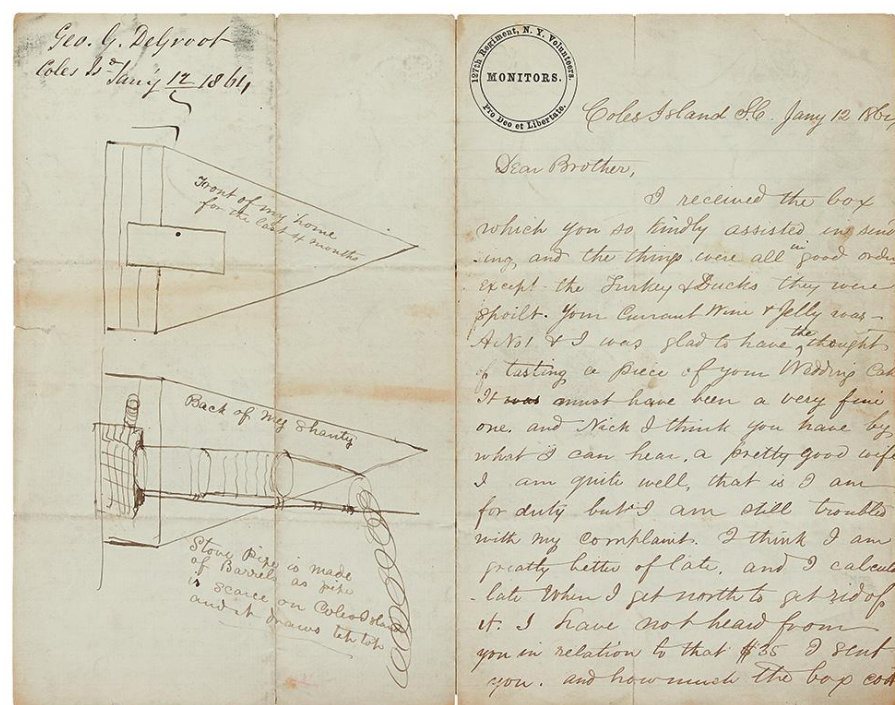 Geo. G. DeGroot
Coles Isd Jany 12 1864
Front of my home
for the last 4 months
Back of my Shanty
Stove pipe is made
of Barrels as pipe
is scarce on Coles Island
and it draws tip top
127th Regiment, N. Y. Volunteers.
MONITORS.
Pro Deo et Libertate.
Coles Island S.C. Jany 12 186
Dear Brother,
I received the box
which you so kindly assisted in send
-ing, and the things were all in good orde
except the Turkey & Ducks they were
spoilt. Your Currant Wine & Jelly was -
A No 1 & I was glad to have the thought
of tasting a piece of your Wedding Cak
It was must have been a very fine
one. and Nick I think you have by
what I can hear, a pretty good wife
I am quite well, that is I am
for duty but I am still troubled
with my complaint. I think I am
greatly better of late, and I calcu
-late when I get north to get rid of
it. I have not heard from
you in relation to that $35 I sent
you. and how much the box cos